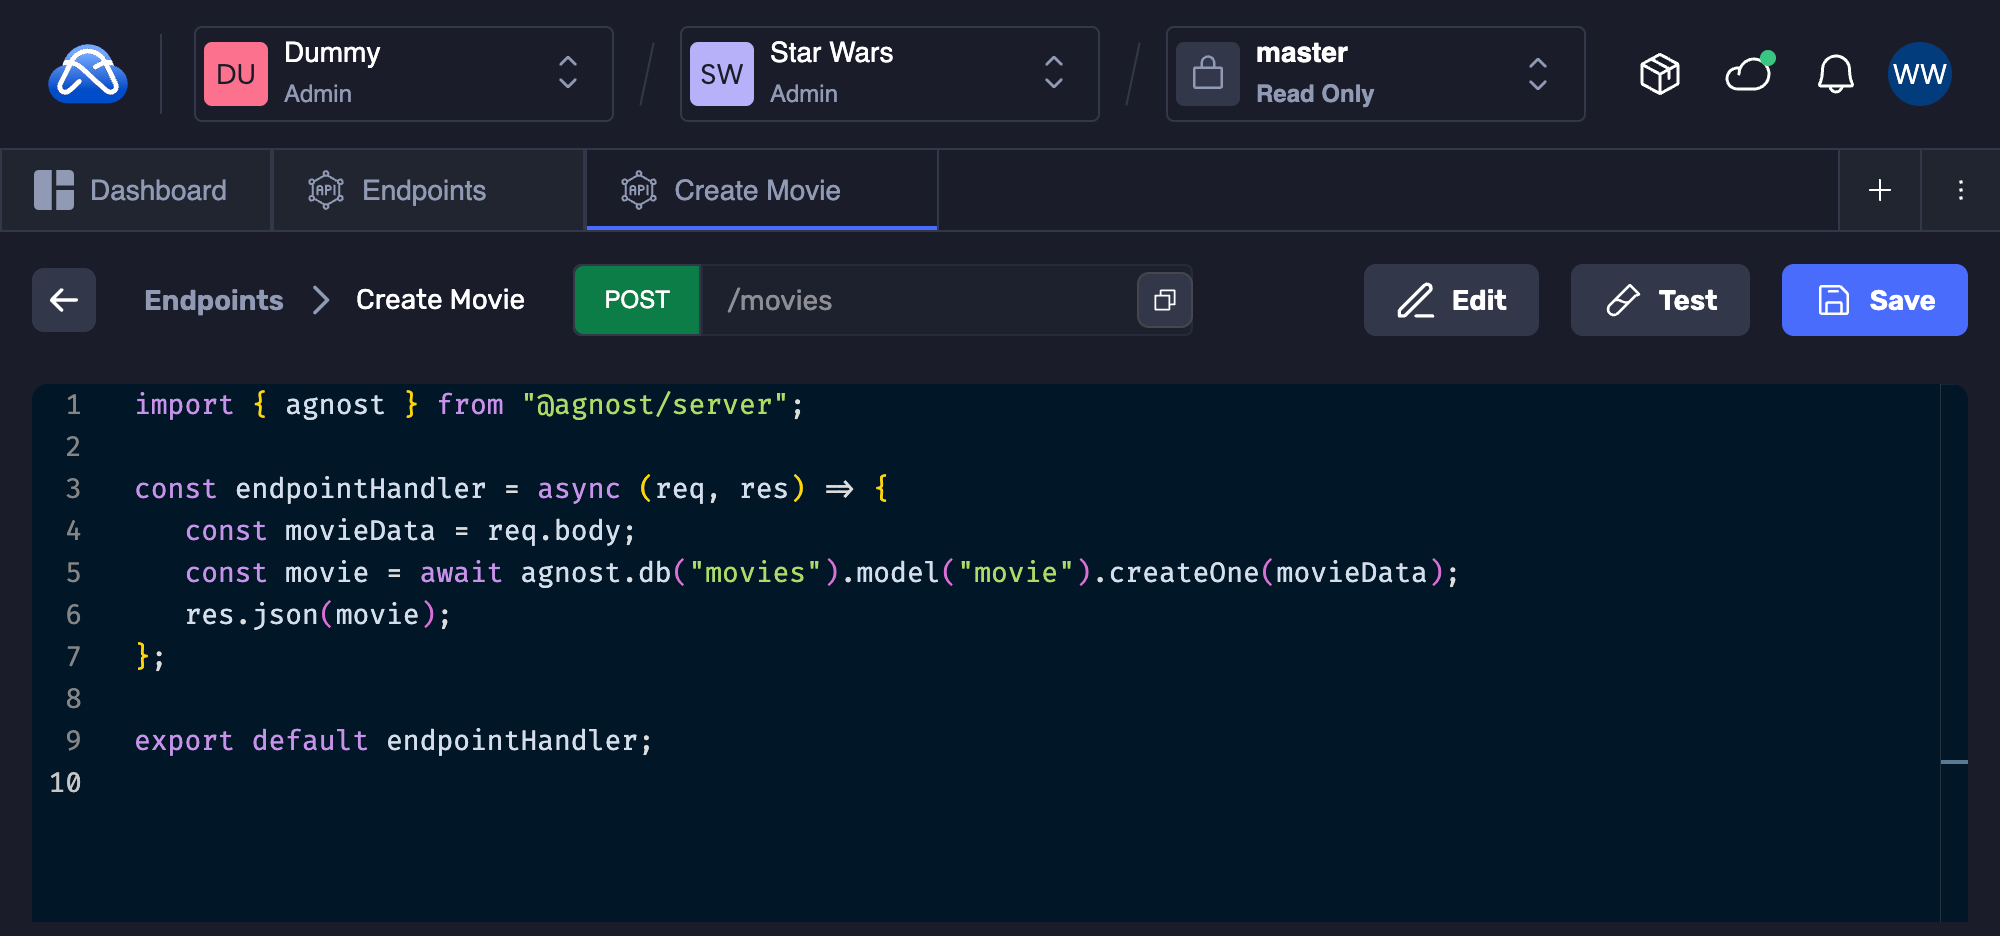 DU
Dummy
Admin
SW
Star Wars
Admin
master
Read Only
WW
Dashboard
API Endpoints
API Create Movie
Endpoints > Create Movie
POST /movies
Edit
Test
Save
1 import { agnost } from "@agnost/server";
2
3 const endpointHandler = async (req, res) => {
4 const movieData = req.body;
5 const movie = await agnost.db("movies").model("movie").createOne(movieData);
6 res.json(movie);
7 };
8
9 export default endpointHandler;
10